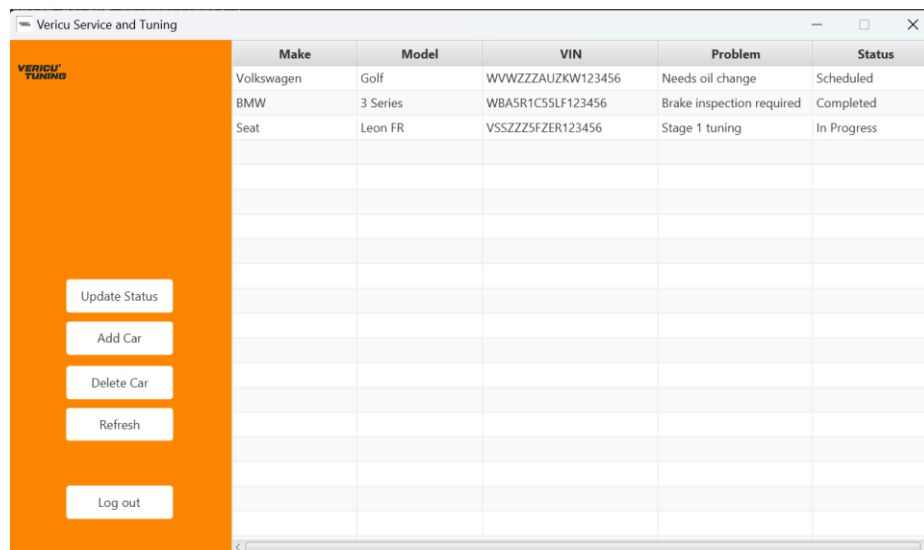 Vericu Service and Tuning
VERICU'
TUNING
Make Model VIN Problem Status
Volkswagen Golf WVWZZZAUZKW123456 Needs oil change Scheduled
BMW 3 Series WBA5R1C55LF123456 Brake inspection required Completed
Seat Leon FR VSSZZZ5FZER123456 Stage 1 tuning In Progress
Update Status
Add Car
Delete Car
Refresh
Log out